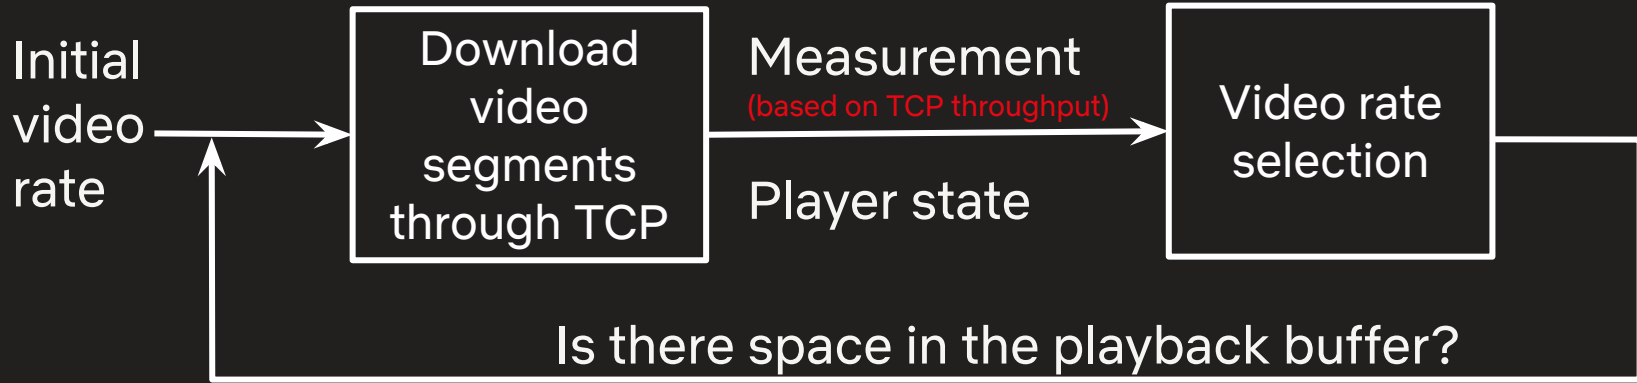 Initial
video
rate
Download
video
segments
through TCP
Measurement
(based on TCP throughput)
Player state
Video rate
selection
Is there space in the playback buffer?